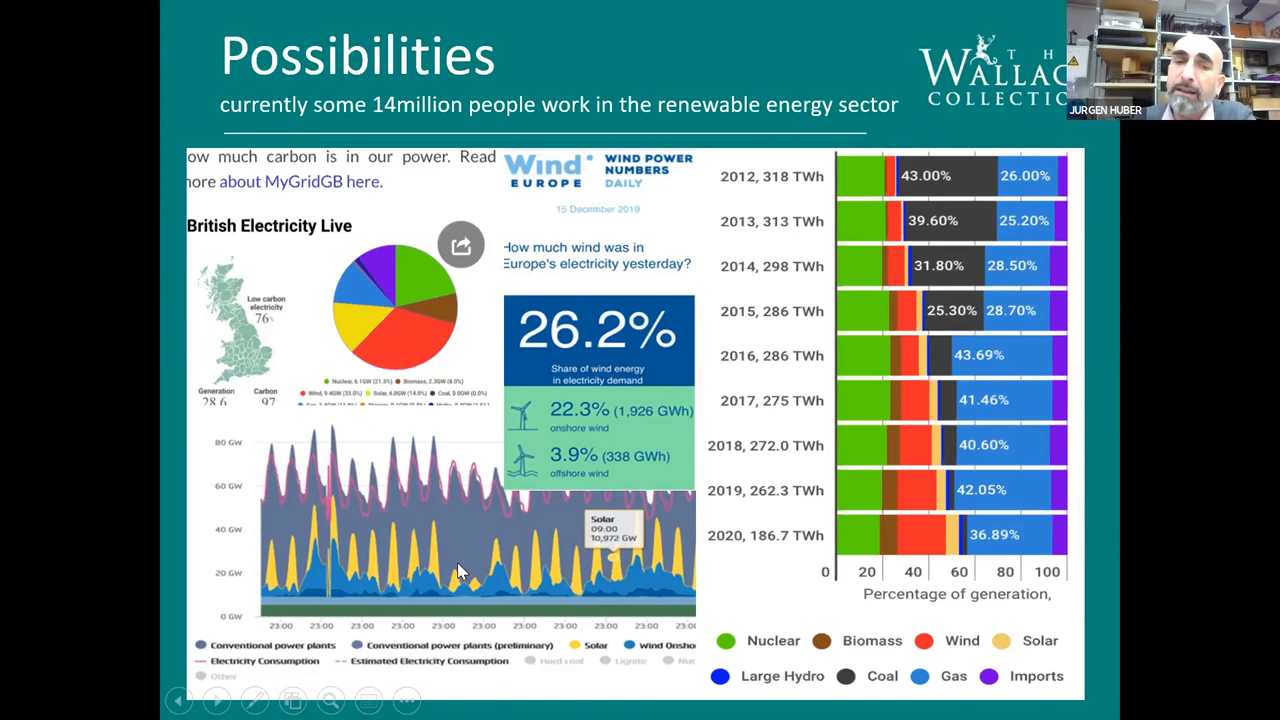 Possibilities
currently some 14million people work in the renewable energy sector
THE
WALLAC
COLLECTIO
JURGEN HUBER
ow much carbon is in our power. Read
nore about MyGridGB here.
British Electricity Live
Low carbon
electricity
76%
Generation
28.6
Carbon
97
Nuclear, 6.1GW (21.3%)
Biomass, 2.3GW (8.0%)
Wind, 9.4GW (33.0%)
Solar, 4.0GW (14.0%)
Coal, 0.0GW (0.0%)
Wind
EUROPE
WIND POWER
NUMBERS
DAILY
15 December 2019
How much wind was in
Europe's electricity yesterday?
26.2%
Share of wind energy
in electricity demand
22.3% (1,926 GWh)
onshore wind
3.9% (338 GWh)
offshore wind
80 GW
60 GW
40 GW
20 GW
0 GW
Solar
09:00
10,972 GW
23:00 23:00 23:00 23:00 23:00 23:00 23:00 23:00
Conventional power plants
Conventional power plants (preliminary)
Solar
Wind Onsho
Electricity Consumption
Estimated Electricity Consumption
Hard coal
Lignite
Nuc
Other
2012, 318 TWh 43.00% 26.00%
2013, 313 TWh 39.60% 25.20%
2014, 298 TWh 31.80% 28.50%
2015, 286 TWh 25.30% 28.70%
2016, 286 TWh 43.69%
2017, 275 TWh 41.46%
2018, 272.0 TWh 40.60%
2019, 262.3 TWh 42.05%
2020, 186.7 TWh 36.89%
0 20 40 60 80 100
Percentage of generation,
Nuclear Biomass Wind Solar
Large Hydro Coal Gas Imports